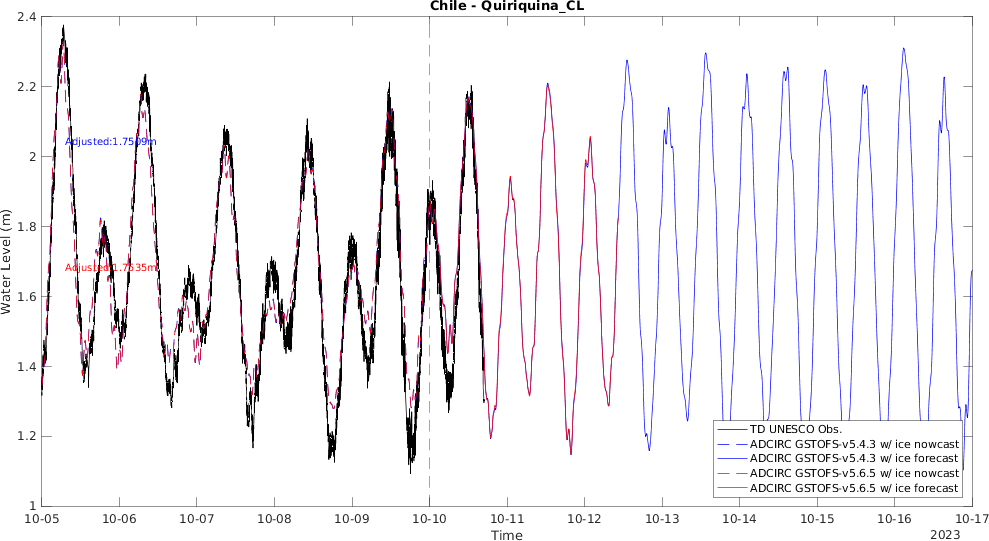 Chile - Quiriquina_CL
Water Level (m)
2.4
2.2
2
1.8
1.6
1.4
1.2
1
Adjusted:1.7509m
Adjusted:1.7535m
TD UNESCO Obs.
ADCIRC GSTOFS-v5.4.3 w/ ice nowcast
ADCIRC GSTOFS-v5.4.3 w/ ice forecast
ADCIRC GSTOFS-v5.6.5 w/ ice nowcast
ADCIRC GSTOFS-v5.6.5 w/ ice forecast
10-05 10-06 10-07 10-08 10-09 10-10 10-11 10-12 10-13 10-14 10-15 10-16 10-17
Time
2023